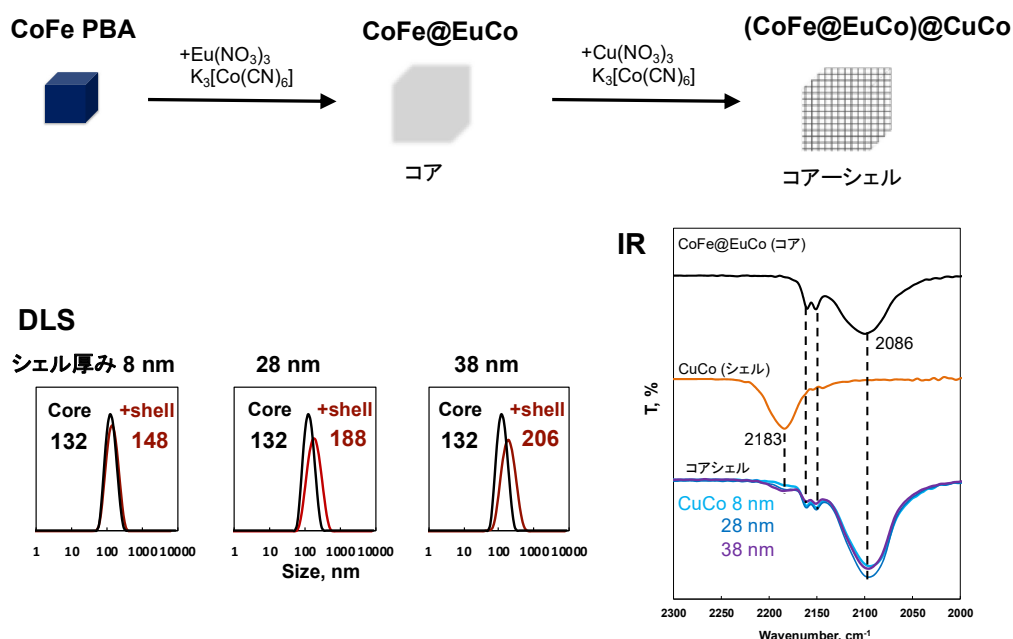 CoFe PBA
CoFe@EuCo
(CoFe@EuCo)@CuCo
+Eu(NO₃)₃
K₃[Co(CN)₆]
+Cu(NO₃)₃
K₃[Co(CN)₆]
コア
コアーシェル
DLS
シェル厚み 8 nm
28 nm
38 nm
Core
+shell
132
148
Core
+shell
132
188
Core
+shell
132
206
1 10 100 1000 10000
1 10 100 1000 10000
1 10 100 1000 10000
Size, nm
IR
CoFe@EuCo (コア)
2086
CuCo (シェル)
2183
コアシェル
CuCo 8 nm
28 nm
38 nm
T, %
2300 2250 2200 2150 2100 2050 2000
Wavenumber, cm⁻¹